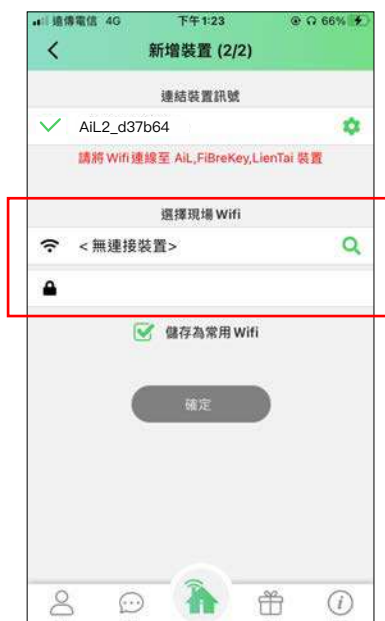 遠傳電信 4G 下午1:23 66%
新增裝置 (2/2)
連結裝置訊號
AiL2_d37b64
請將 Wifi 連線至 AiL,FiBreKey,LienTai 裝置
選擇現場 Wifi
<無連接裝置>
儲存為常用 Wifi
確定